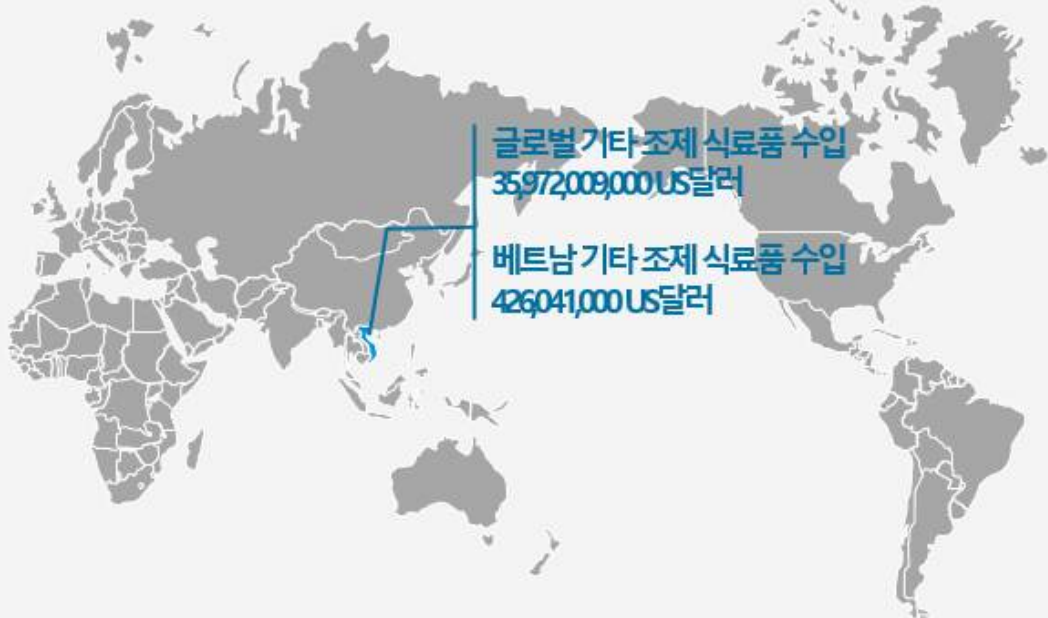 글로벌 기타 조제 식료품 수입
35,972,009,000 US달러
베트남 기타 조제 식료품 수입
426,041,000 US달러